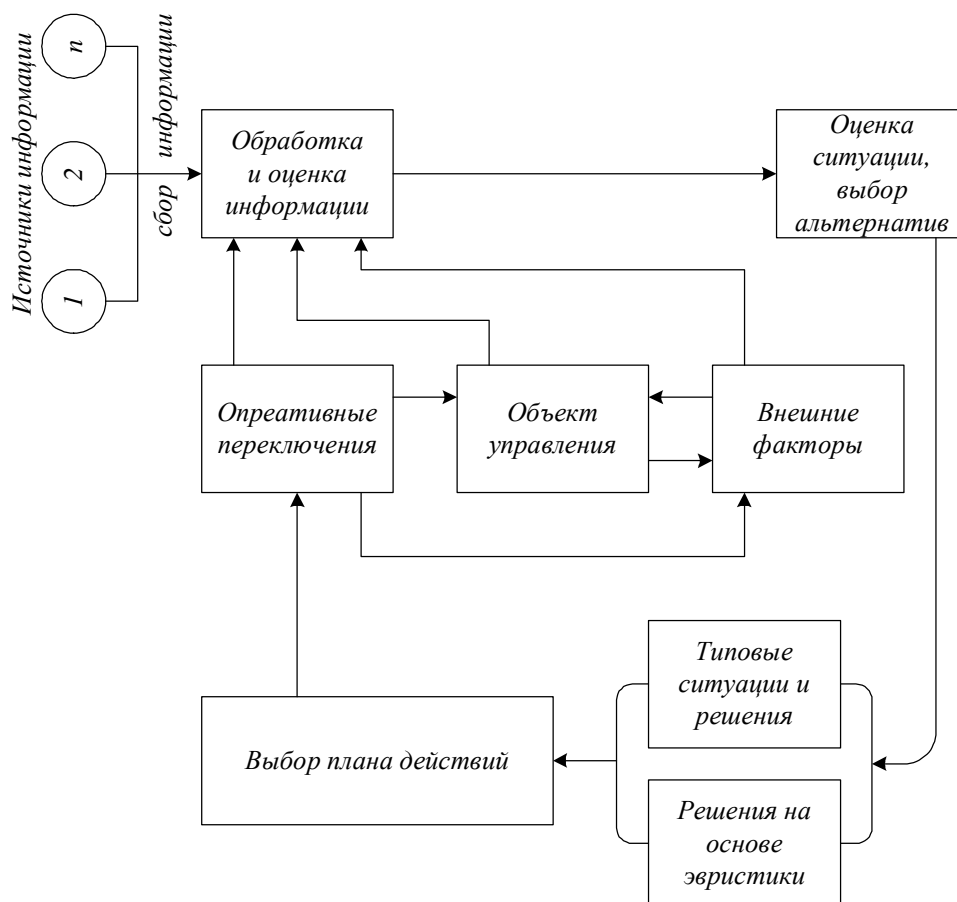 Источники информации
n
2
1
сбор информации
Обработка
и оценка
информации
Оценка
ситуации,
выбор
альтернатив
Опреативные
переключения
Объект
управления
Внешние
факторы
Типовые
ситуации и
решения
Выбор плана действий
Решения на
основе
эвристики